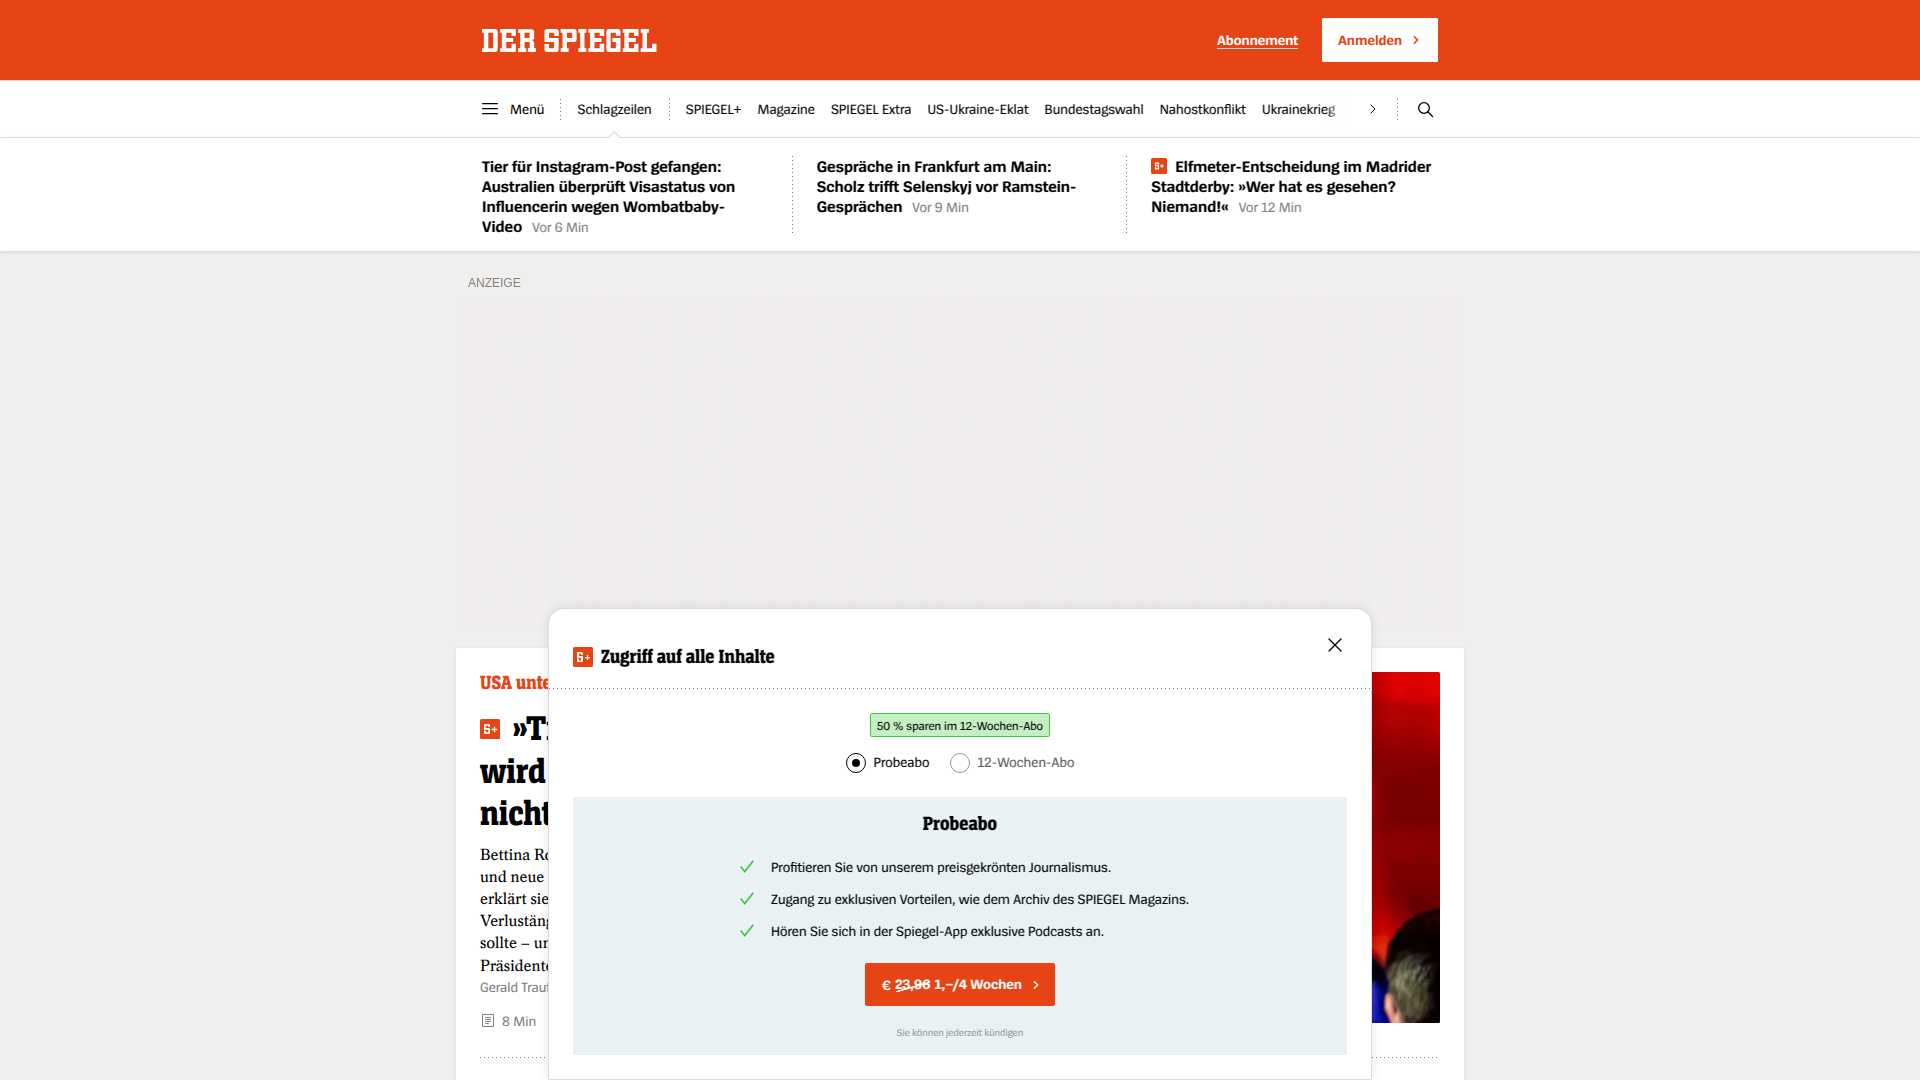 DER SPIEGEL
Abonnement
Anmelden
Menü
Schlagzeilen
SPIEGEL+
Magazine
SPIEGEL Extra
US-Ukraine-Eklat
Bundestagswahl
Nahostkonflikt
Ukrainekrieg
Tier für Instagram-Post gefangen:
Australien überprüft Visastatus von
Influencerin wegen Wombatbaby-
Video Vor 6 Min
Gespräche in Frankfurt am Main:
Scholz trifft Selenskyj vor Ramstein-
Gesprächen Vor 9 Min
S+ Elfmeter-Entscheidung im Madrider
Stadtderby: »Wer hat es gesehen?
Niemand!« Vor 12 Min
ANZEIGE
USA unte
S+ »T
wird
nicht
Bettina
und neue
erklärt sie
Verlustäng
sollte –
Präsidente
Gerald
8 Min
S+ Zugriff auf alle Inhalte
50 % sparen im 12-Wochen-Abo
Probeabo
12-Wochen-Abo
Probeabo
Profitieren Sie von unserem preisgekrönten Journalismus.
Zugang zu exklusiven Vorteilen, wie dem Archiv des SPIEGEL Magazins.
Hören Sie sich in der Spiegel-App exklusive Podcasts an.
€ 23,96 1,–/4 Wochen
Sie können jederzeit kündigen